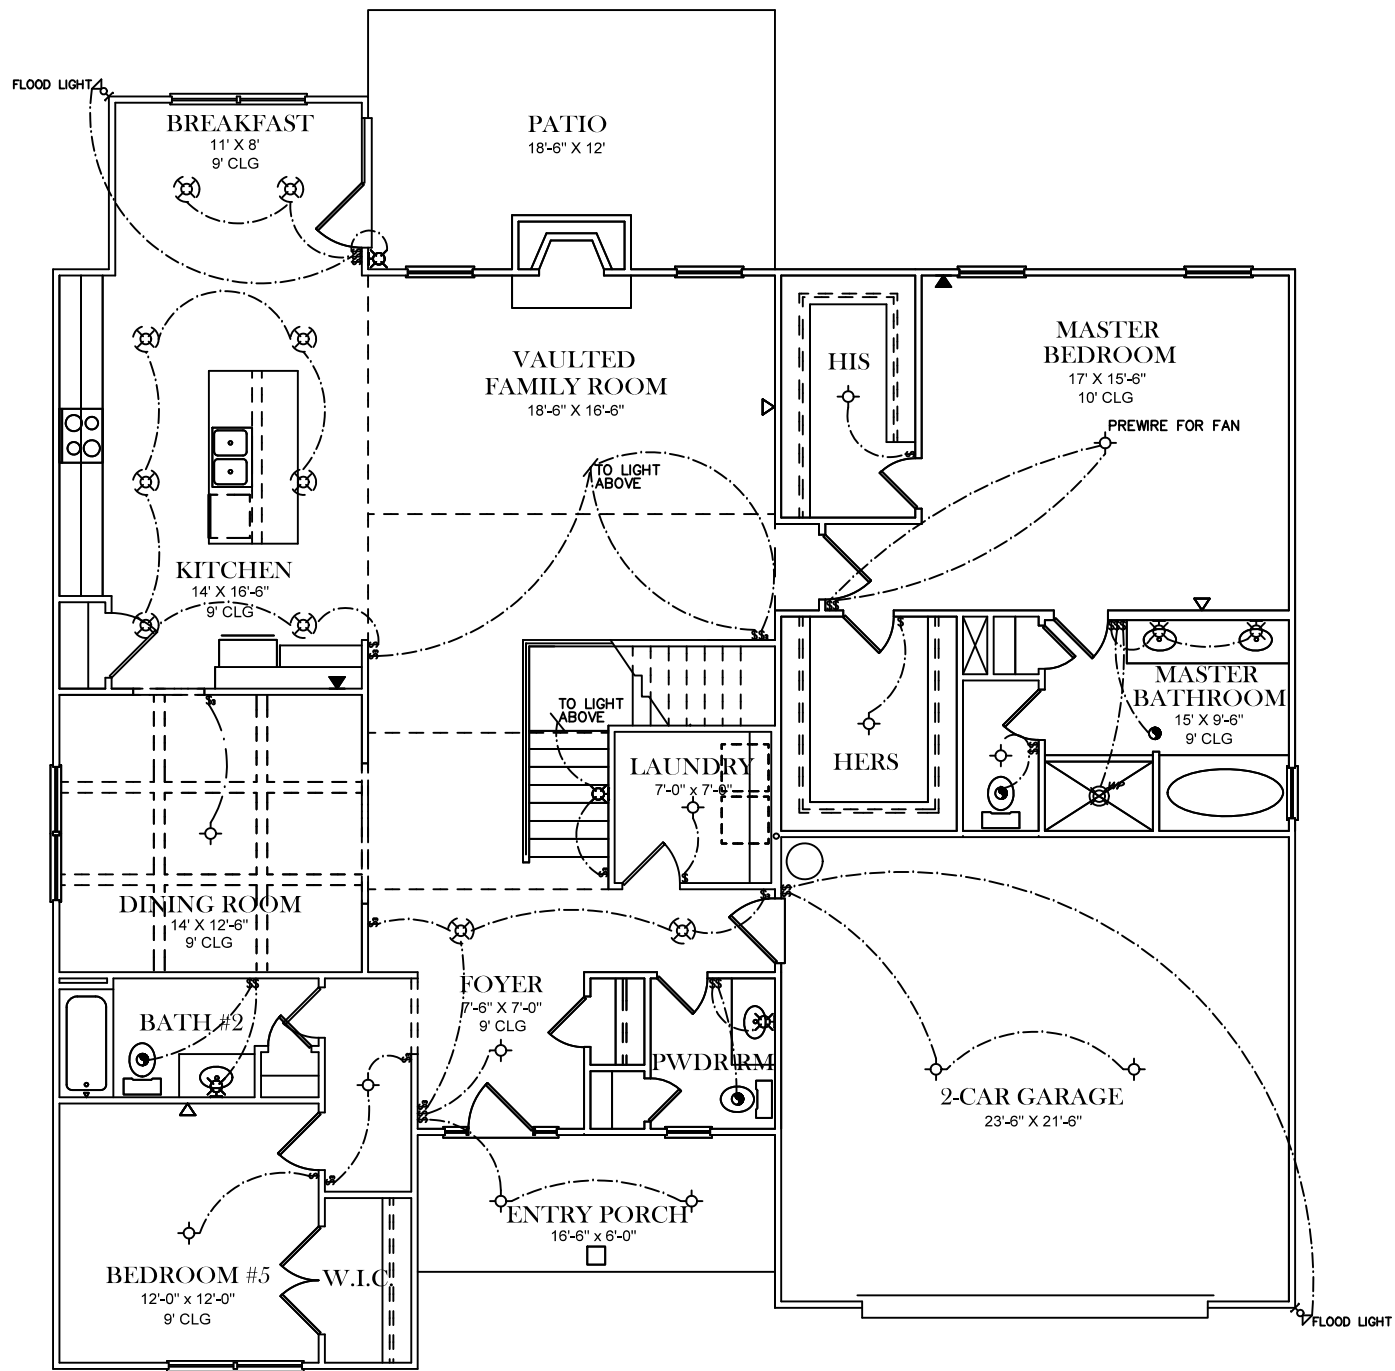 FLOOD LIGHT
BREAKFAST
11' X 8'
9' CLG
PATIO
18'-6" X 12'
VAULTED
FAMILY ROOM
18'-6" X 16'-6"
HIS
MASTER
BEDROOM
17' X 15'-6"
10' CLG
PREWIRE FOR FAN
TO LIGHT
ABOVE
KITCHEN
14' X 16'-6"
9' CLG
TO LIGHT
ABOVE
LAUNDRY
7'-0" x 7'-0"
HERS
MASTER
BATHROOM
15' X 9'-6"
9' CLG
WP
DINING ROOM
14' X 12'-6"
9' CLG
FOYER
7'-6" X 7'-0"
9' CLG
BATH #2
PWDR RM
2-CAR GARAGE
23'-6" X 21'-6"
ENTRY PORCH
16'-6" x 6'-0"
BEDROOM #5
12'-0" x 12'-0"
9' CLG
W.I.C.
FLOOD LIGHT